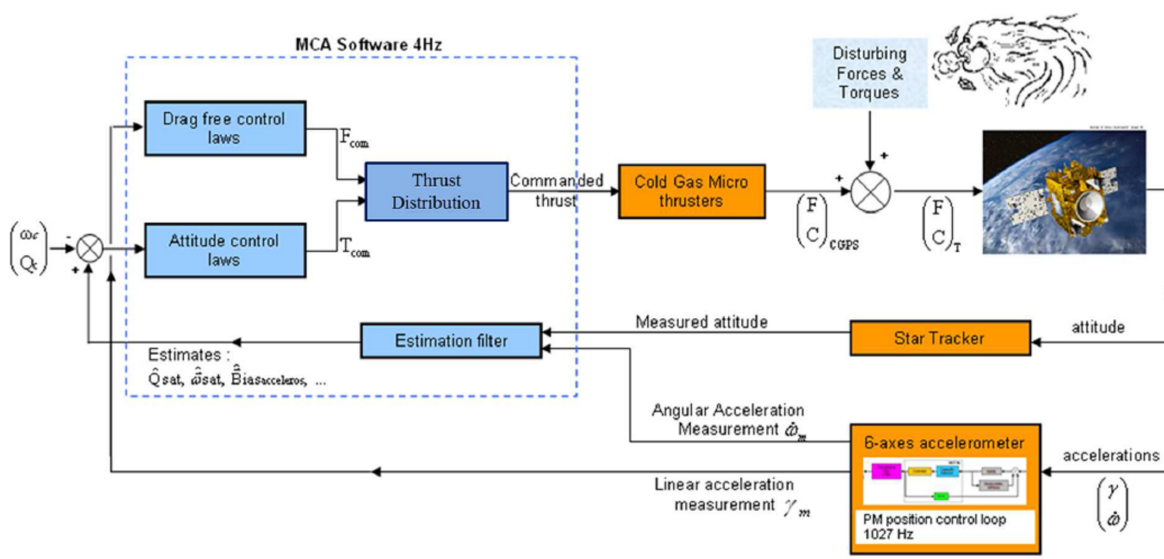 MCA Software 4Hz
Disturbing
Forces &
Torques
Drag free control
laws
F com
Thrust
Distribution
Commanded
thrust
Cold Gas Micro
thrusters
+
+
(F C) CGPS
(F C) T
Attitude control
laws
T com
(ωc Qc)
-
+
Estimation filter
Measured attitude
Star Tracker
attitude
Estimates :
Q̂sat, ω̂sat, B̂iasacceleros, ...
Angular Acceleration
Measurement ω̇m
6-axes accelerometer
accelerations
(γ ω̇)
Linear acceleration
measurement γm
PM position control loop
1027 Hz